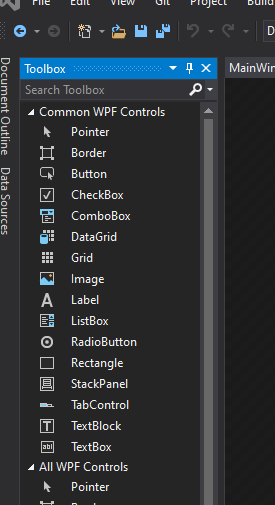 Edit
View
Git
Project
Build
Toolbox
MainWin
Search Toolbox
Document Outline
Data Sources
Common WPF Controls
Pointer
Border
Button
CheckBox
ComboBox
DataGrid
Grid
Image
A Label
ListBox
RadioButton
Rectangle
StackPanel
TabControl
T TextBlock
abl TextBox
All WPF Controls
Pointer